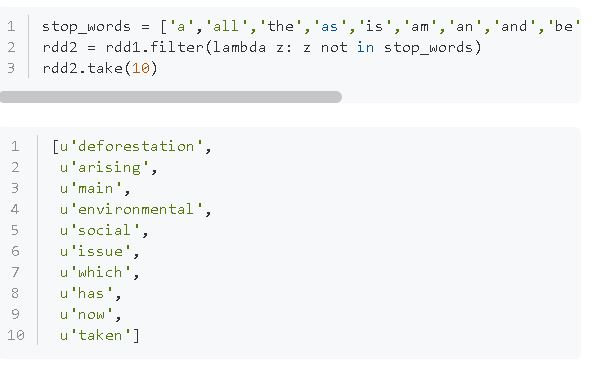 1 stop_words = ['a','all','the','as','is','am','an','and','be'
2 rdd2 = rdd1.filter(lambda z: z not in stop_words)
3 rdd2.take(10)
1 [u'deforestation',
2 u'arising',
3 u'main',
4 u'environmental',
5 u'social',
6 u'issue',
7 u'which',
8 u'has',
9 u'now',
10 u'taken']